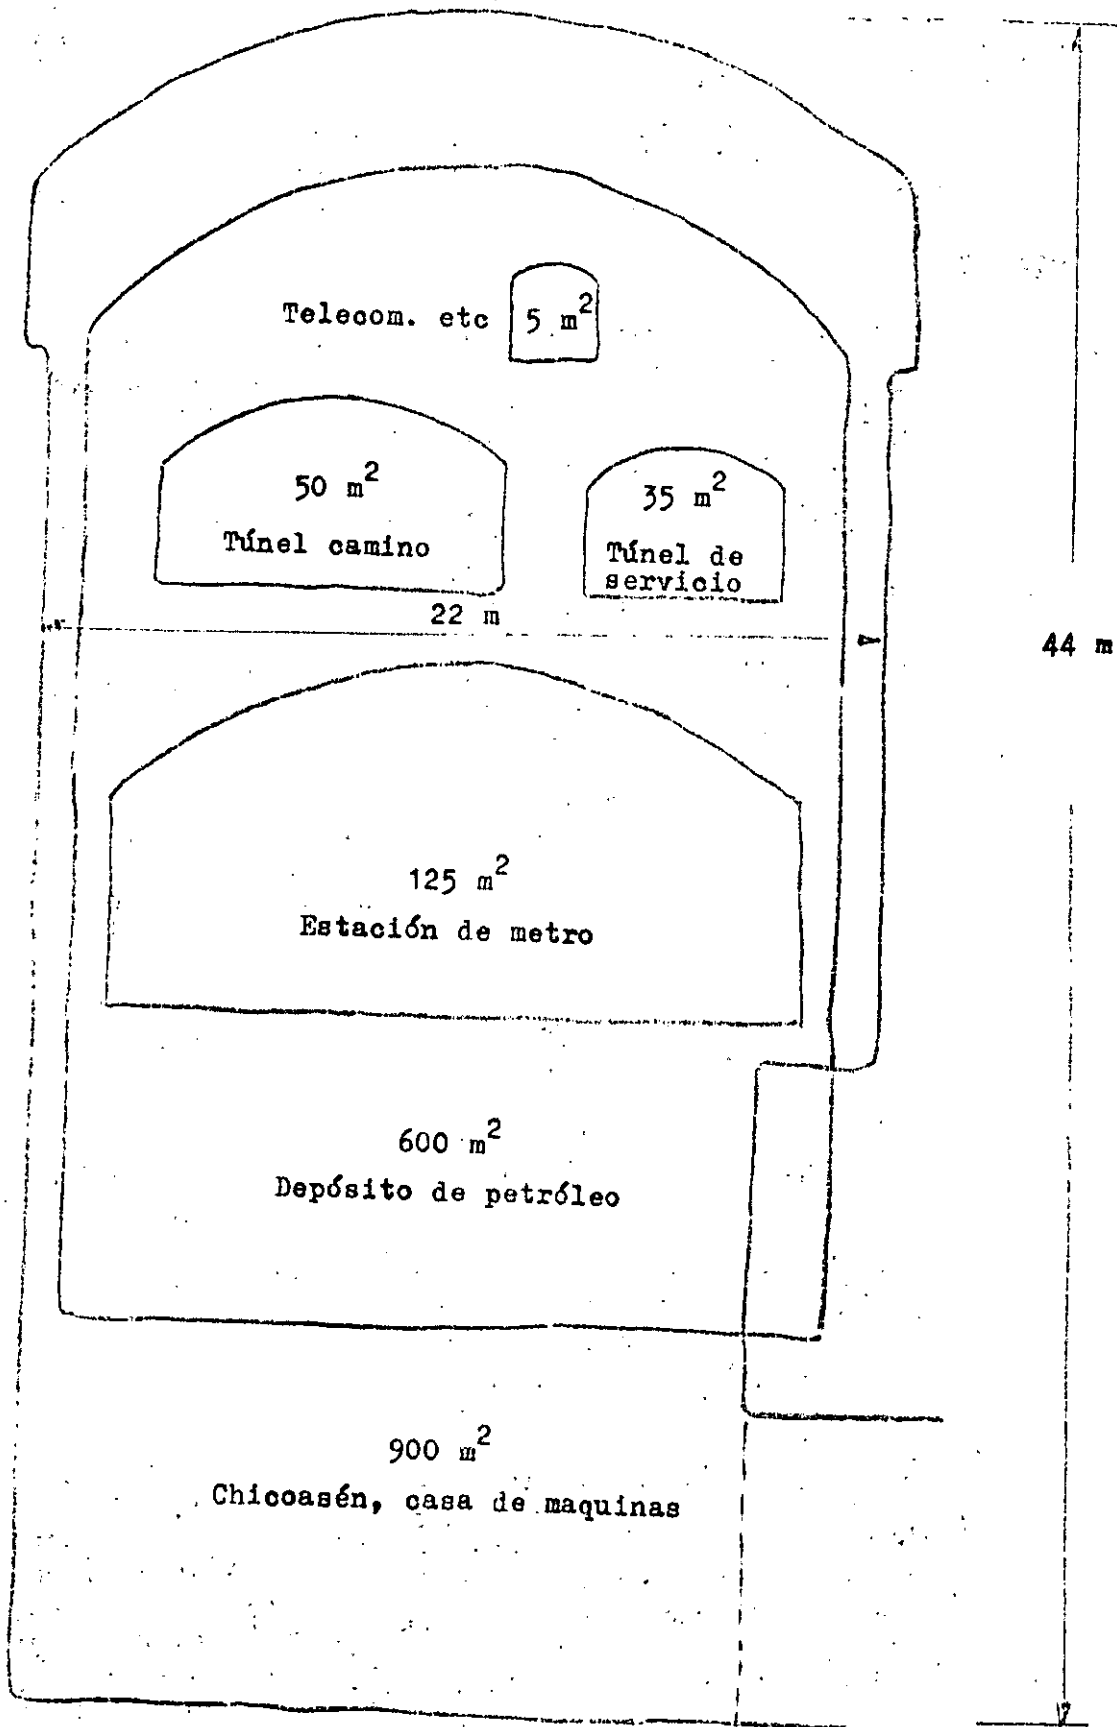 Telecom. etc 5 m²
50 m²
Túnel camino
35 m²
Túnel de
servicio
22 m
44 m
125 m²
Estación de metro
600 m²
Depósito de petróleo
900 m²
Chicoasén, casa de maquinas